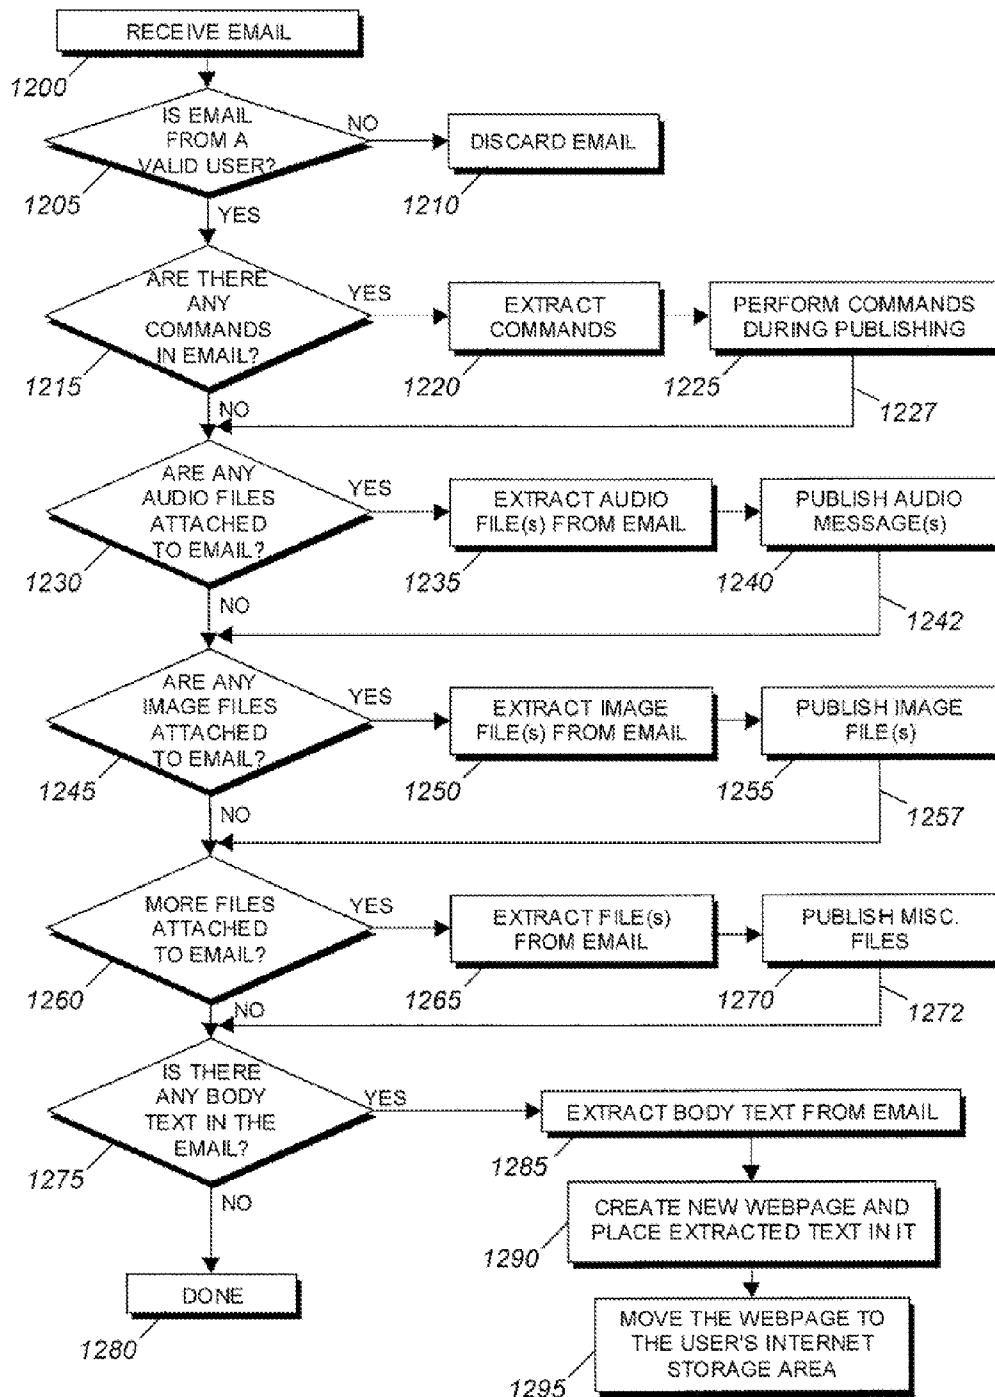 RECEIVE EMAIL
1200
IS EMAIL
FROM A
VALID USER?
NO
DISCARD EMAIL
1205
1210
YES
ARE THERE
ANY
COMMANDS
IN EMAIL?
YES
EXTRACT
COMMANDS
PERFORM COMMANDS
DURING PUBLISHING
1215
1220
1225
1227
NO
ARE ANY
AUDIO FILES
ATTACHED
TO EMAIL?
YES
EXTRACT AUDIO
FILE(s) FROM EMAIL
PUBLISH AUDIO
MESSAGE(s)
1230
1235
1240
1242
NO
ARE ANY
IMAGE FILES
ATTACHED
TO EMAIL?
YES
EXTRACT IMAGE
FILE(s) FROM EMAIL
PUBLISH IMAGE
FILE(s)
1245
1250
1255
1257
NO
MORE FILES
ATTACHED
TO EMAIL?
YES
EXTRACT FILE(s)
FROM EMAIL
PUBLISH MISC.
FILES
1260
1265
1270
1272
NO
IS THERE
ANY BODY
TEXT IN THE
EMAIL?
YES
EXTRACT BODY TEXT FROM EMAIL
1275
1285
NO
CREATE NEW WEBPAGE AND
PLACE EXTRACTED TEXT IN IT
1290
DONE
1280
MOVE THE WEBPAGE TO
THE USER'S INTERNET
STORAGE AREA
1295